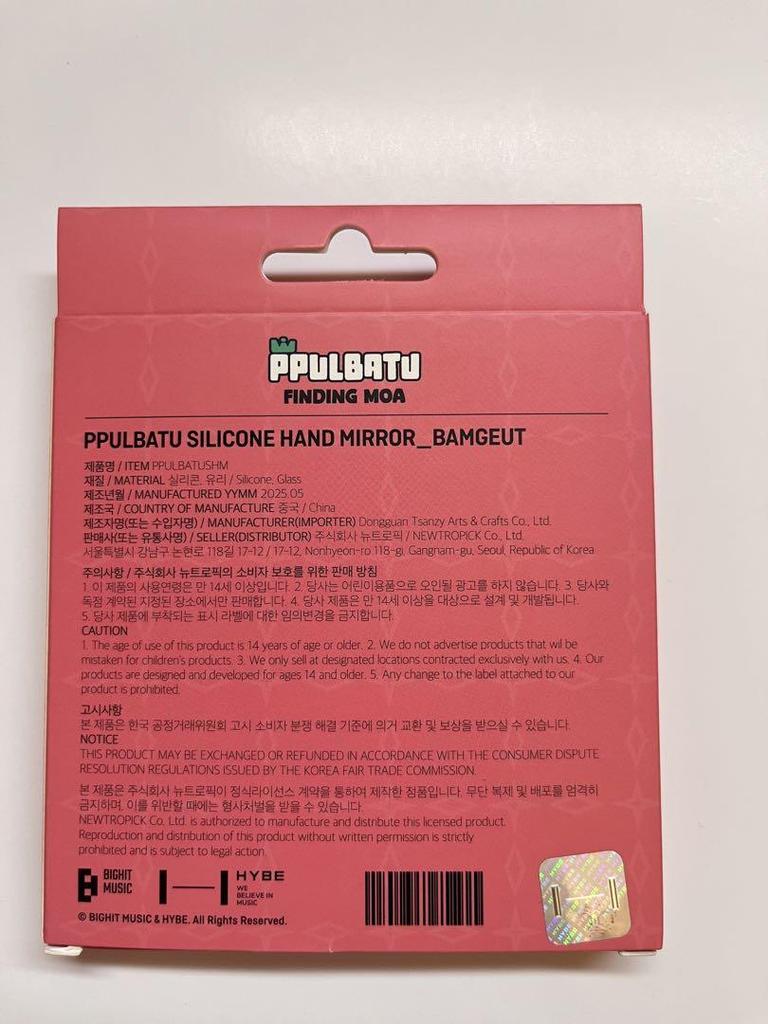 PPULBATU
FINDING MOA
PPULBATU SILICONE HAND MIRROR_BAMGEUT
제품명 / ITEM PPULBATUSHM
재질 / MATERIAL 실리콘, 유리 / Silicone, Glass
제조년월 / MANUFACTURED YYMM 2025.05
제조국 / COUNTRY OF MANUFACTURE 중국 / China
제조자명(또는 수입자명) / MANUFACTURER(IMPORTER) Dongguan Tsanzy Arts & Crafts Co., Ltd.
판매사(또는 유통사명) / SELLER(DISTRIBUTOR) 주식회사 뉴트로픽 / NEWTROPICK Co., Ltd.
서울특별시 강남구 논현로 118길 17-12 / 17-12, Nonhyeon-ro 118-gi, Gangnam-gu, Seoul, Republic of Korea
주의사항 / 주식회사 뉴트로픽의 소비자 보호를 위한 판매 방침
1. 이 제품의 사용연령은 만 14세 이상입니다. 2. 당사는 어린이용품으로 오인될 광고를 하지 않습니다. 3. 당사와
독점 계약된 지정된 장소에서만 판매합니다. 4. 당사 제품은 만 14세 이상을 대상으로 설계 및 개발됩니다.
5. 당사 제품에 부착되는 표시 라벨에 대한 임의변경을 금지합니다.
CAUTION
1. The age of use of this product is 14 years of age or older. 2. We do not advertise products that wil be
mistaken for children's products. 3. We only sell at designated locations contracted exclusively with us. 4. Our
products are designed and developed for ages 14 and older. 5. Any change to the label attached to our
product is prohibited.
고시사항
본 제품은 한국 공정거래위원회 고시 소비자 분쟁 해결 기준에 의거 교환 및 보상을 받으실 수 있습니다.
NOTICE
THIS PRODUCT MAY BE EXCHANGED OR REFUNDED IN ACCORDANCE WITH THE CONSUMER DISPUTE
RESOLUTION REGULATIONS ISSUED BY THE KOREA FAIR TRADE COMMISSION.
본 제품은 주식회사 뉴트로픽이 정식라이선스 계약을 통하여 제작한 정품입니다. 무단 복제 및 배포를 엄격히
금지하며, 이를 위반할 때에는 형사처벌을 받을 수 있습니다.
NEWTROPICK Co. Ltd. is authorized to manufacture and distribute this licensed product.
Reproduction and distribution of this product without written permission is strictly
prohibited and is subject to legal action.
BIGHIT
MUSIC
HYBE
WE
BELIEVE IN
MUSIC
© BIGHIT MUSIC & HYBE. All Rights Reserved.